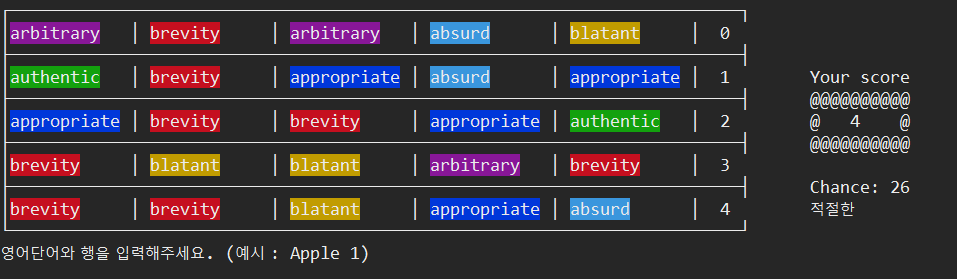 arbitrary | brevity | arbitrary | absurd | blatant | 0
authentic | brevity | appropriate | absurd | appropriate | 1
appropriate | brevity | brevity | appropriate | authentic | 2
brevity | blatant | blatant | arbitrary | brevity | 3
brevity | brevity | blatant | appropriate | absurd | 4
Your score
@@@@@@@@@@
@ 4 @
@@@@@@@@@@
Chance: 26
적절한
영어단어와 행을 입력해주세요. (예시 : Apple 1)